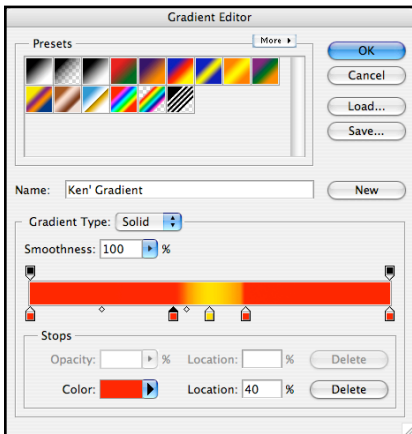 Gradient Editor
Presets
More
OK
Cancel
Load...
Save...
Name: Ken' Gradient
New
Gradient Type: Solid
Smoothness: 100 %
Stops
Opacity: % Location: % Delete
Color: Location: 40 % Delete